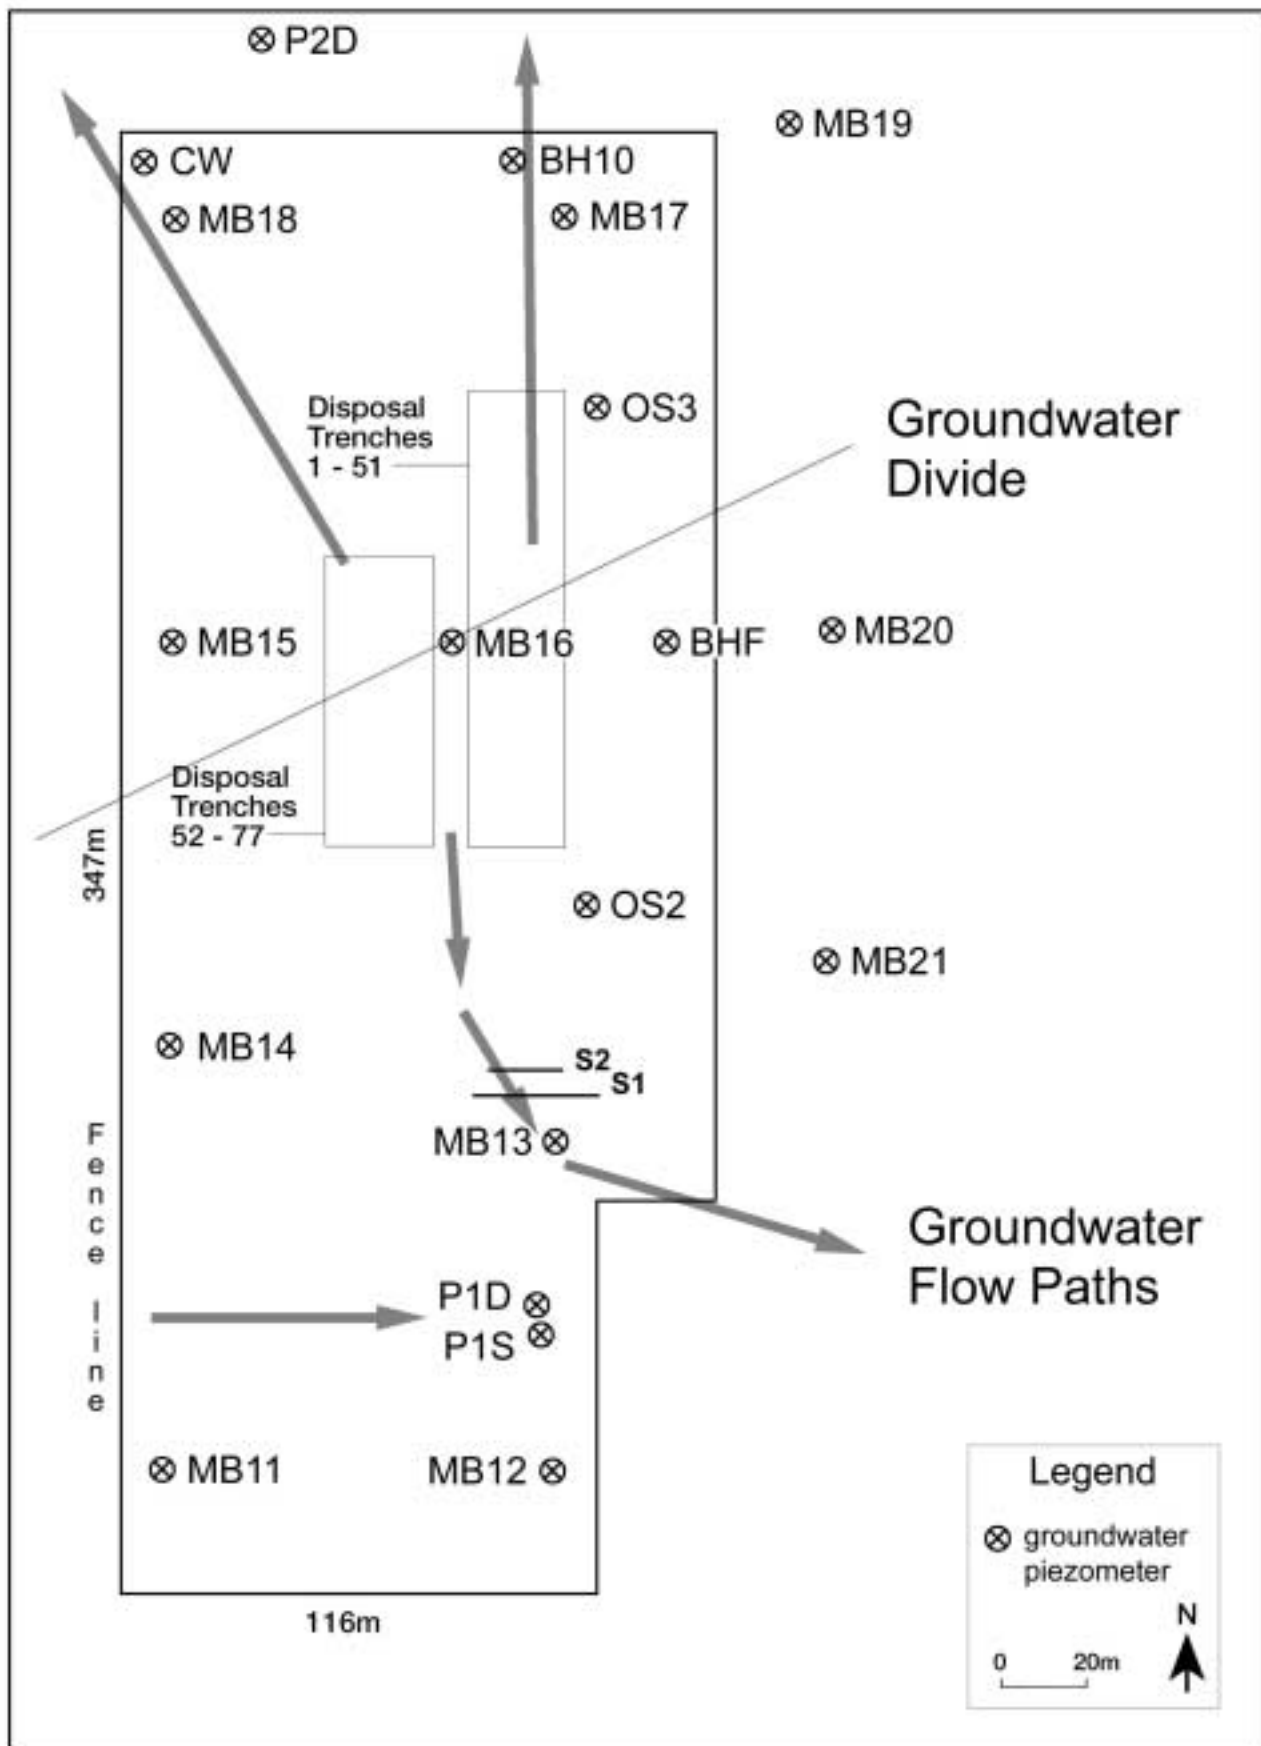 P2D
MB19
CW
BH10
MB18
MB17
Disposal
Trenches
1 - 51
OS3
Groundwater
Divide
MB15
MB16
BHF
MB20
Disposal
Trenches
52 - 77
347m
OS2
MB21
MB14
S2
S1
MB13
Fence line
Groundwater
Flow Paths
P1D
P1S
MB11
MB12
116m
Legend
groundwater
piezometer
N
0 20m